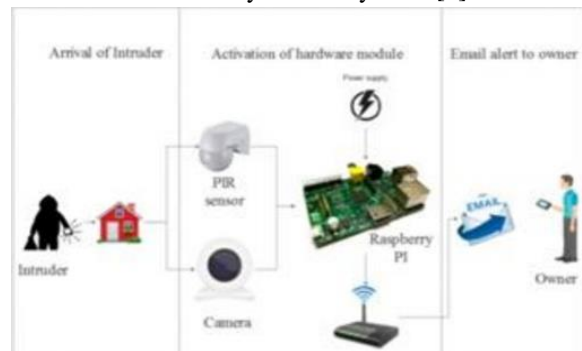 Arrival of Intruder
Activation of hardware module
Email alert to owner
Power supply
PIR
sensor
EMAIL
Raspberry
PI
Intruder
Owner
Camera